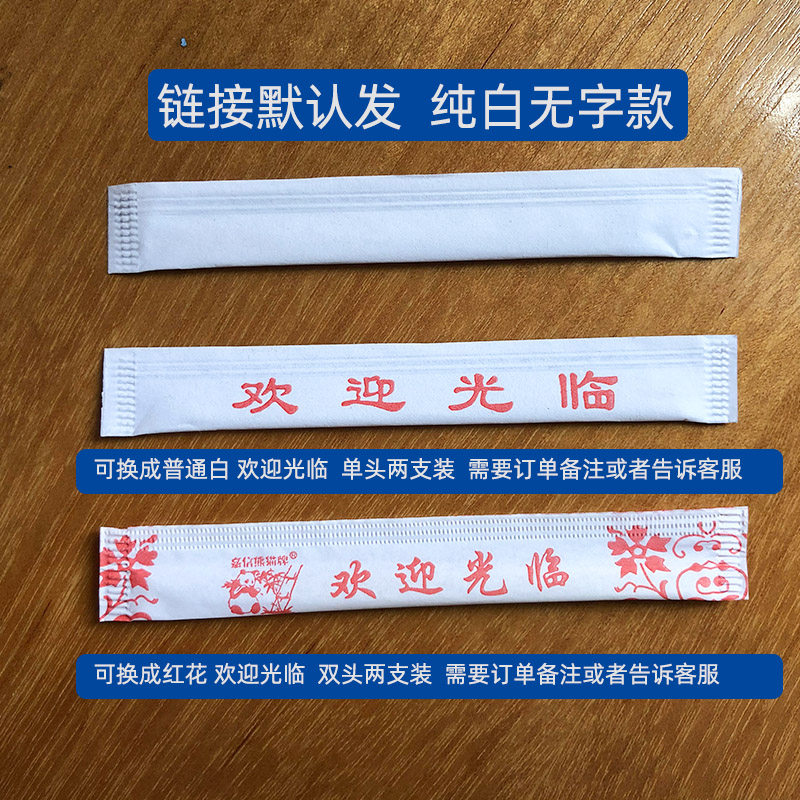 链接默认发 纯白无字款
欢迎光临
可换成普通白 欢迎光临 单头两支装 需要订单备注或者告诉客服
熊猫牌®
欢迎光临
可换成红花 欢迎光临 双头两支装 需要订单备注或者告诉客服